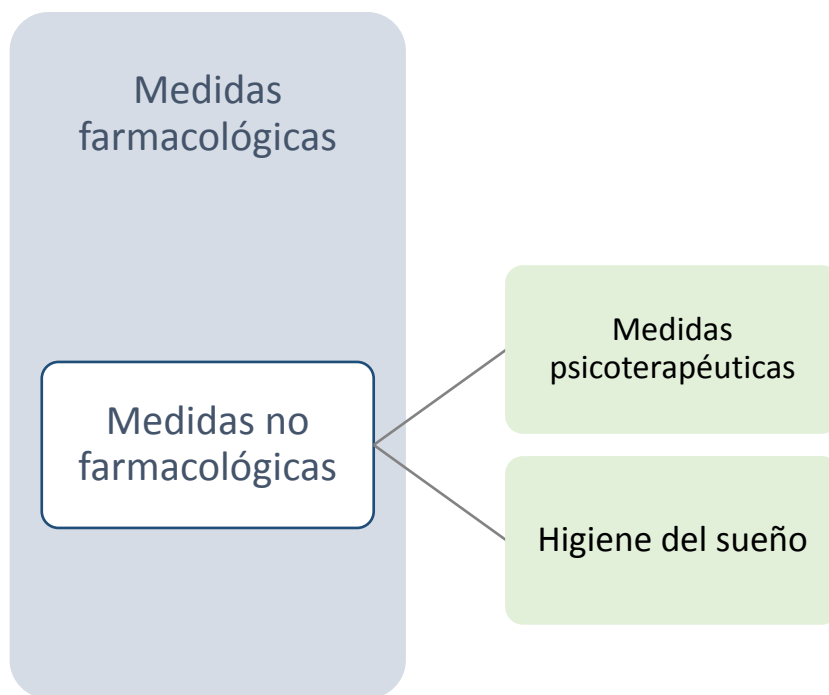 Medidas
farmacológicas
Medidas no
farmacológicas
Medidas
psicoterapéuticas
Higiene del sueño